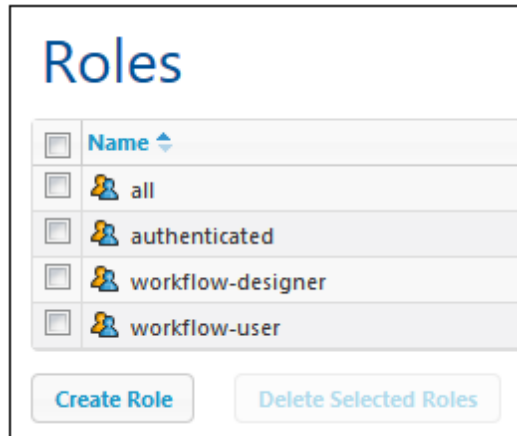 Roles
Name
all
authenticated
workflow-designer
workflow-user
Create Role Delete Selected Roles